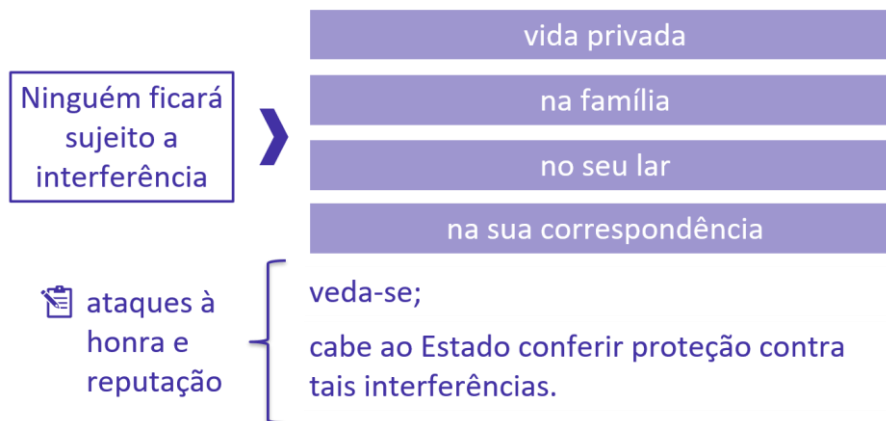 vida privada
Ninguém ficará
sujeito a
interferência
na família
no seu lar
na sua correspondência
ataques à
honra e
reputação
veda-se;
cabe ao Estado conferir proteção contra
tais interferências.